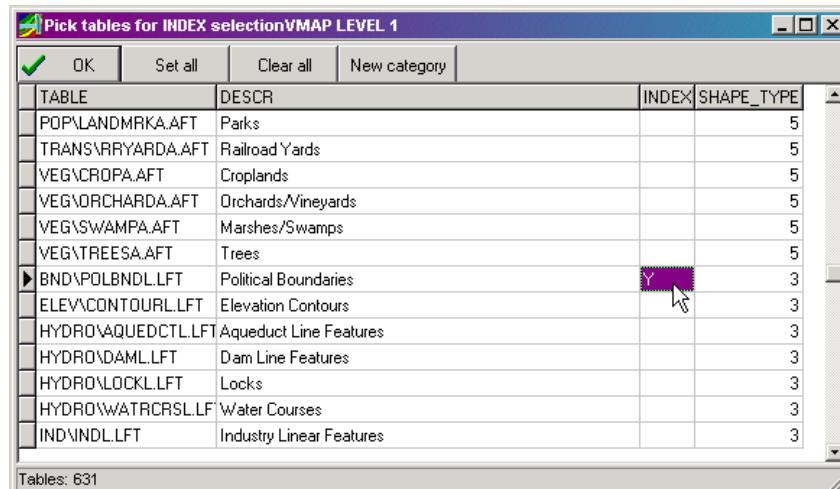 Pick tables for INDEX selectionVMAP LEVEL 1
OK Set all Clear all New category
TABLE DESCR INDEX SHAPE_TYPE
POP\LANDMRKA.AFT Parks 5
TRANS\RRYARDA.AFT Railroad Yards 5
VEG\CROPA.AFT Croplands 5
VEG\ORCHARDA.AFT Orchards/Vineyards 5
VEG\SWAMPA.AFT Marshes/Swamps 5
VEG\TREESA.AFT Trees 5
BND\POLBNDL.LFT Political Boundaries Y 3
ELEV\CONTOURL.LFT Elevation Contours 3
HYDRO\AQUEDCTL.LFT Aqueduct Line Features 3
HYDRO\DAML.LFT Dam Line Features 3
HYDRO\LOCKL.LFT Locks 3
HYDRO\WATRCRSL.LF Water Courses 3
IND\INDL.LFT Industry Linear Features 3
Tables: 631